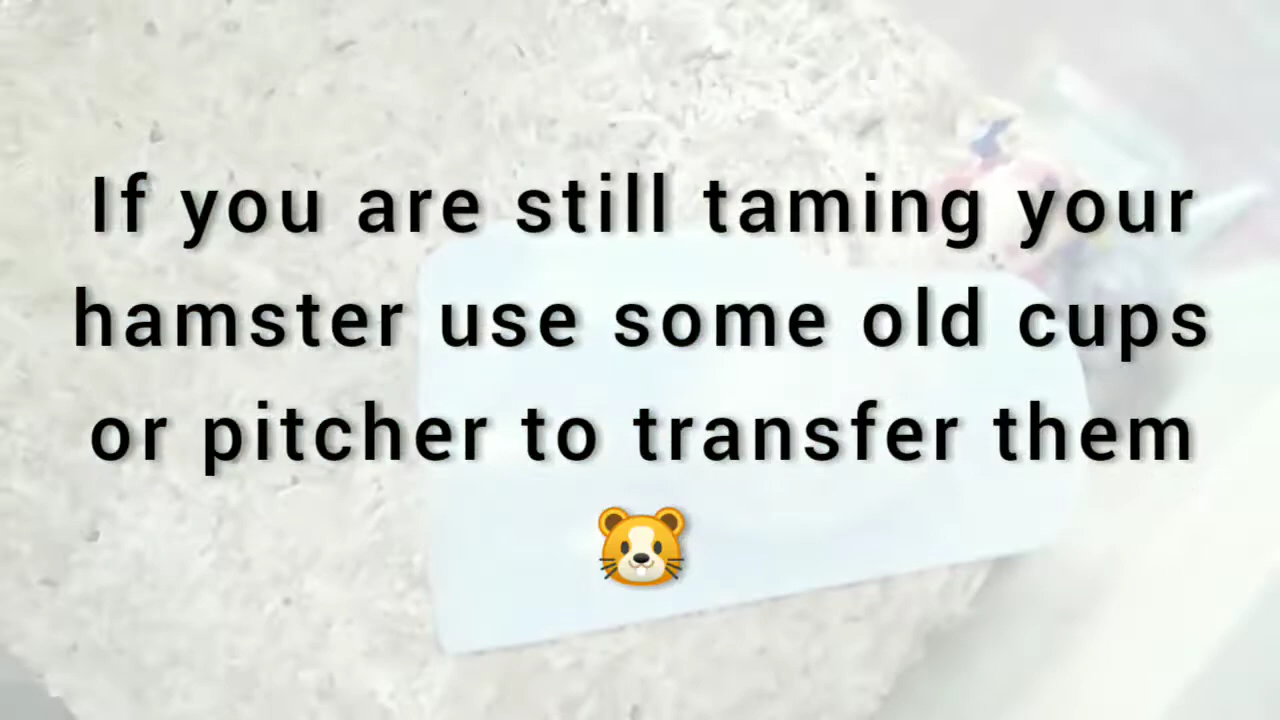 If you are still taming your
hamster use some old cups
or pitcher to transfer them
🐹